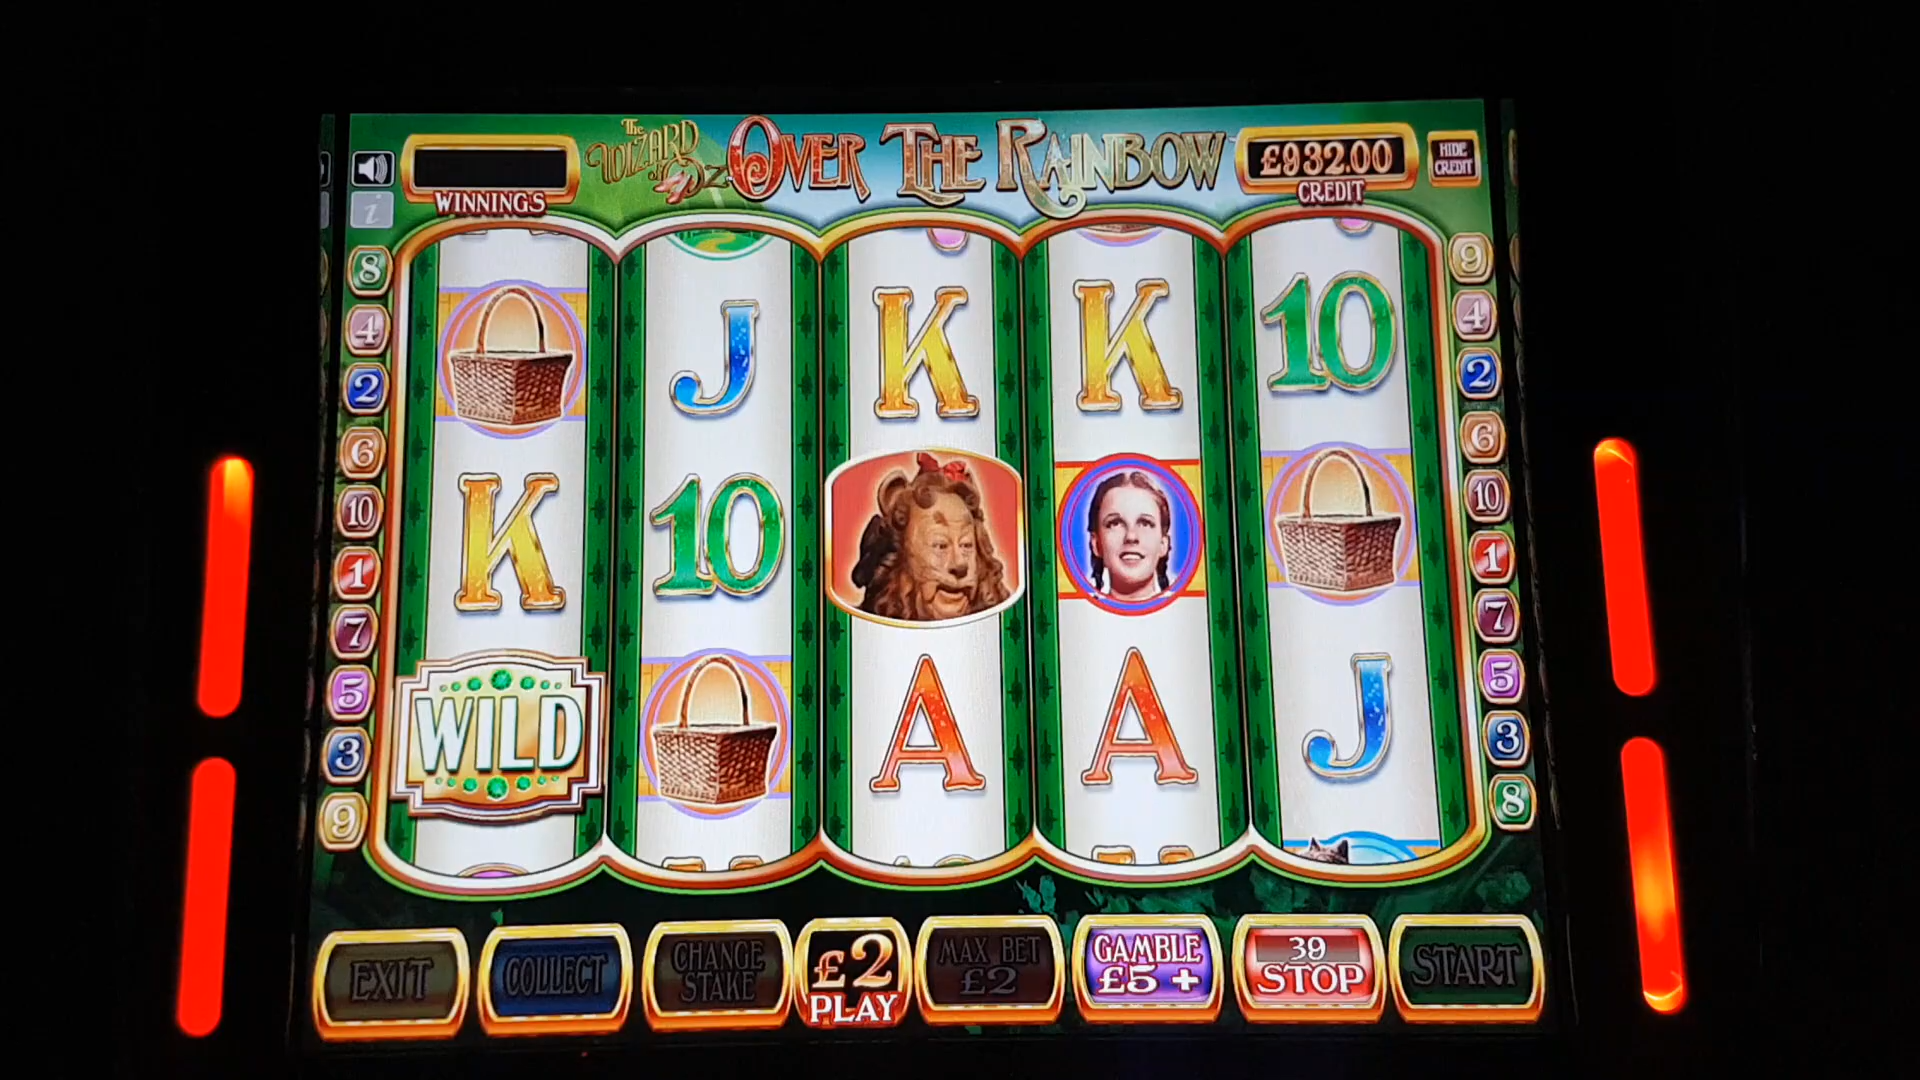 The
WIZARD
of OZ
OVER THE RAINBOW
WINNINGS
£932.00
CREDIT
HIDE
CREDIT
i
8
4
2
6
10
1
7
5
3
9
J
K
K
10
K
10
WILD
A
A
J
9
4
2
6
10
1
7
5
3
8
EXIT
COLLECT
CHANGE
STAKE
£2
PLAY
MAX BET
£2
GAMBLE
£5 +
39
STOP
START